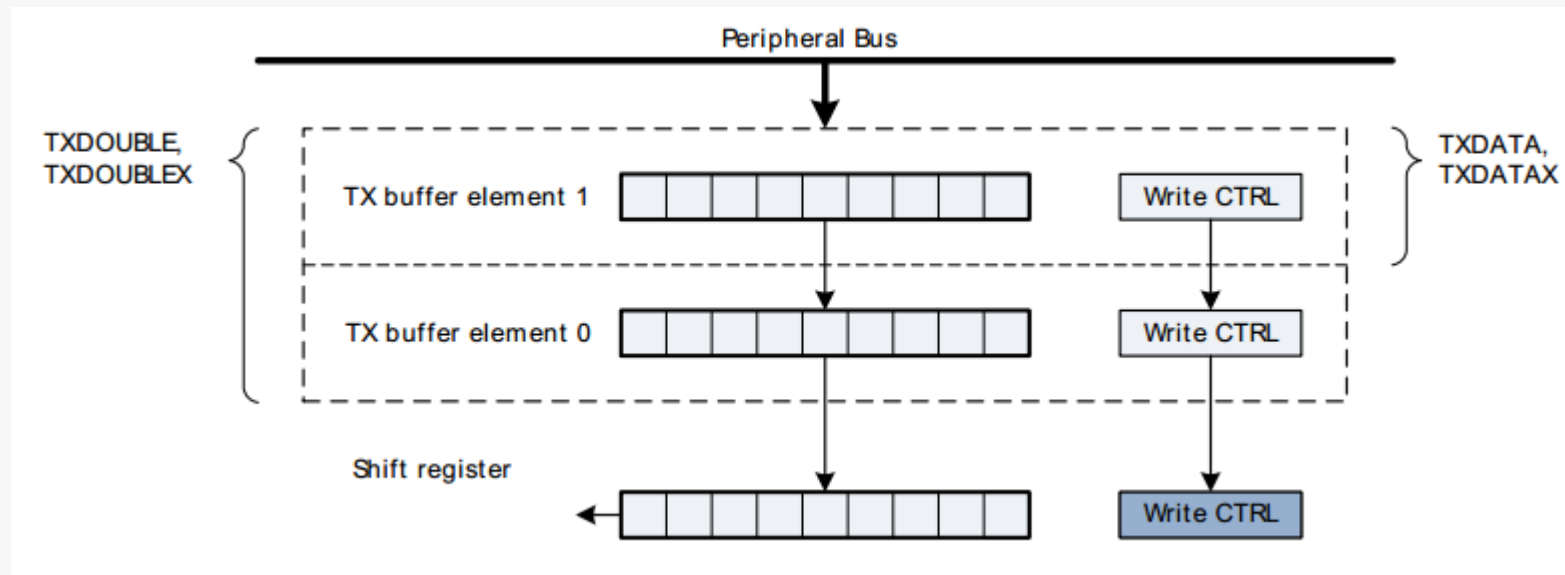 Peripheral Bus
TXDOUBLE,
TXDOUBLEX
TXDATA,
TXDATAX
TX buffer element 1
Write CTRL
TX buffer element 0
Write CTRL
Shift register
Write CTRL